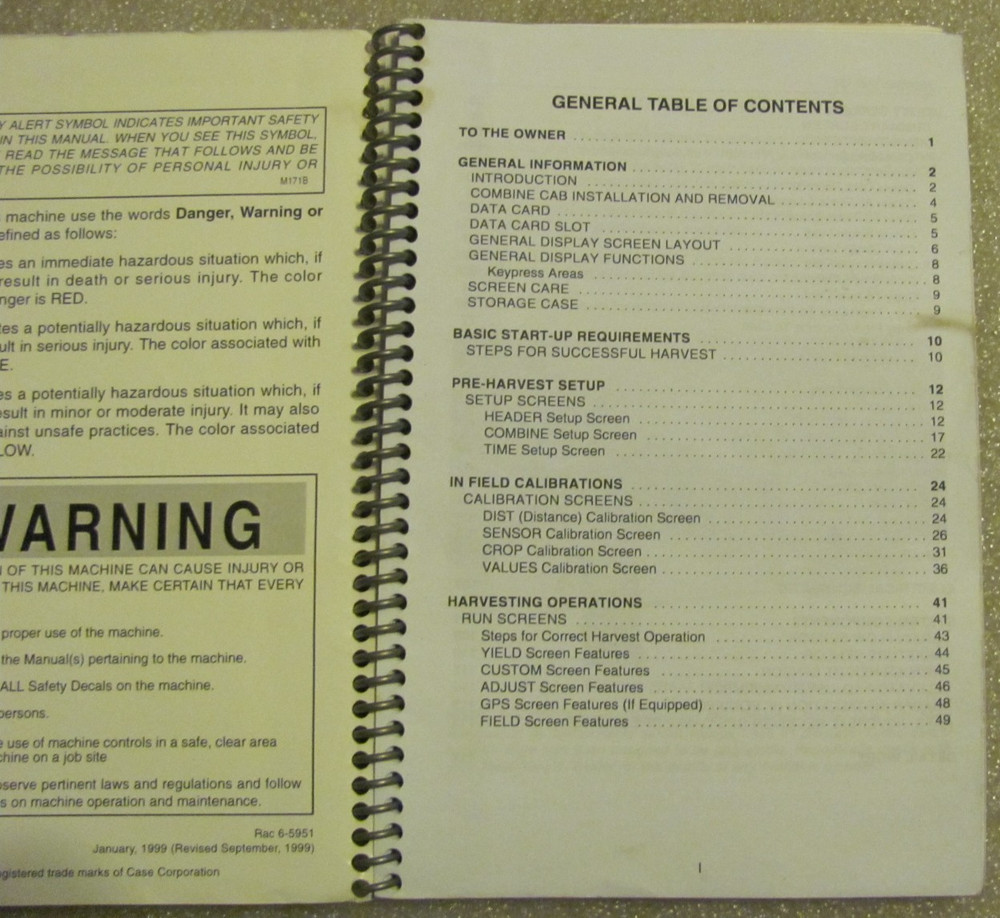 Y ALERT SYMBOL INDICATES IMPORTANT SAFETY
IN THIS MANUAL. WHEN YOU SEE THIS SYMBOL,
READ THE MESSAGE THAT FOLLOWS AND BE
THE POSSIBILITY OF PERSONAL INJURY OR
M171B
machine use the words Danger, Warning or
efined as follows:
es an immediate hazardous situation which, if
result in death or serious injury. The color
nger is RED.
tes a potentially hazardous situation which, if
ult in serious injury. The color associated with
E.
es a potentially hazardous situation which, if
esult in minor or moderate injury. It may also
ainst unsafe practices. The color associated
LOW.
WARNING
OF THIS MACHINE CAN CAUSE INJURY OR
THIS MACHINE, MAKE CERTAIN THAT EVERY
proper use of the machine.
the Manual(s) pertaining to the machine.
ALL Safety Decals on the machine.
persons.
e use of machine controls in a safe, clear area
chine on a job site
serve pertinent laws and regulations and follow
s on machine operation and maintenance.
Rac 6-5951
January, 1999 (Revised September, 1999)
egistered trade marks of Case Corporation
GENERAL TABLE OF CONTENTS
TO THE OWNER 1
GENERAL INFORMATION 2
INTRODUCTION 2
COMBINE CAB INSTALLATION AND REMOVAL 4
DATA CARD 5
DATA CARD SLOT 5
GENERAL DISPLAY SCREEN LAYOUT 6
GENERAL DISPLAY FUNCTIONS 8
Keypress Areas 8
SCREEN CARE 9
STORAGE CASE 9
BASIC START-UP REQUIREMENTS 10
STEPS FOR SUCCESSFUL HARVEST 10
PRE-HARVEST SETUP 12
SETUP SCREENS 12
HEADER Setup Screen 12
COMBINE Setup Screen 17
TIME Setup Screen 22
IN FIELD CALIBRATIONS 24
CALIBRATION SCREENS 24
DIST (Distance) Calibration Screen 24
SENSOR Calibration Screen 26
CROP Calibration Screen 31
VALUES Calibration Screen 36
HARVESTING OPERATIONS 41
RUN SCREENS 41
Steps for Correct Harvest Operation 43
YIELD Screen Features 44
CUSTOM Screen Features 45
ADJUST Screen Features 46
GPS Screen Features (If Equipped) 48
FIELD Screen Features 49
I